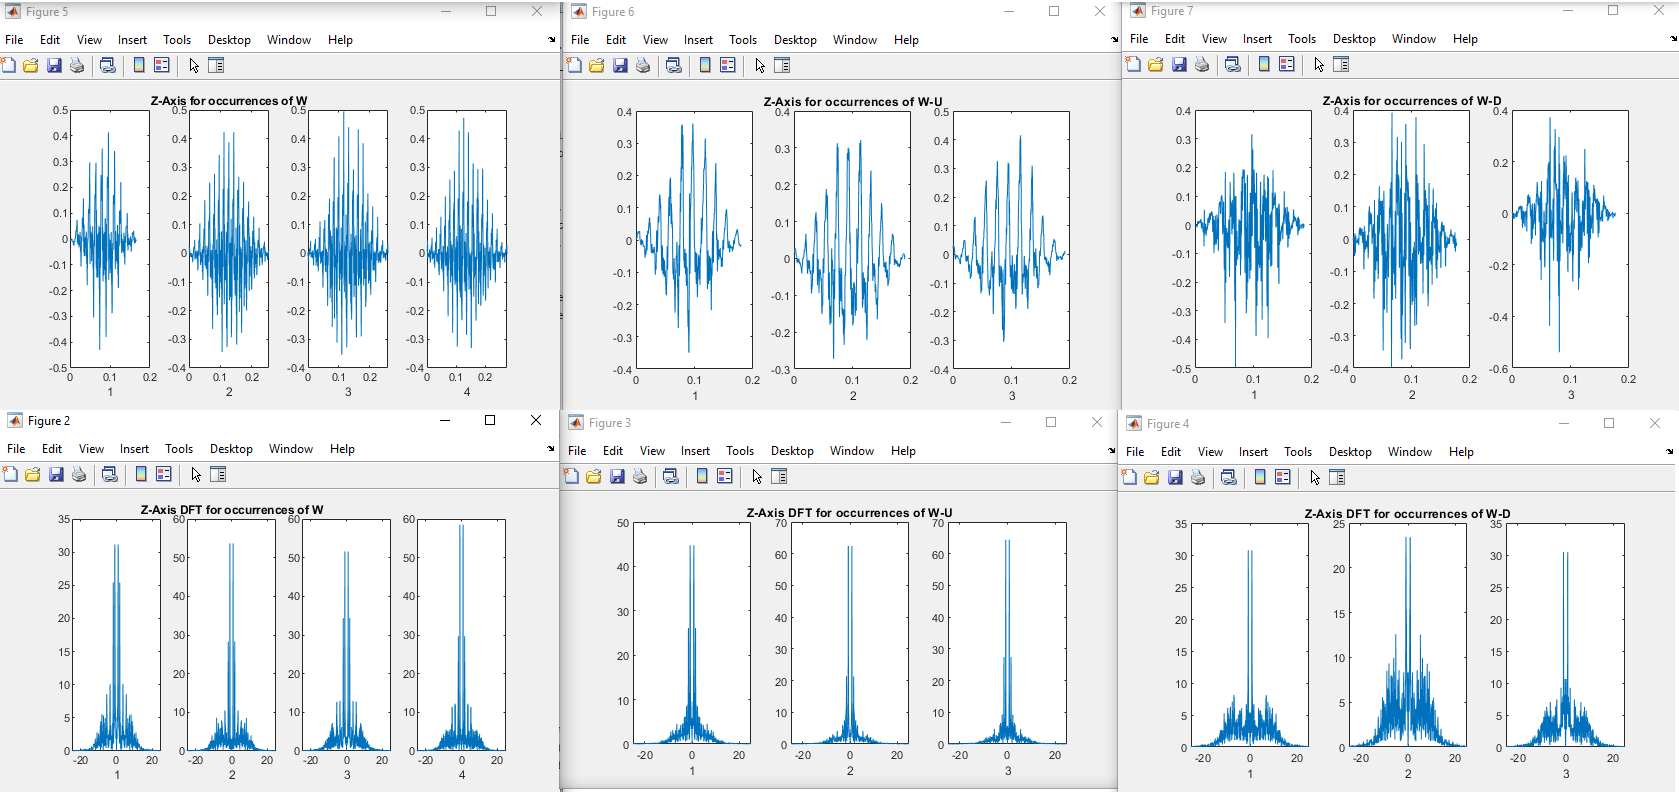 Figure 5
File Edit View Insert Tools Desktop Window Help
Z-Axis for occurrences of W
0.5 0.4 0.3 0.2 0.1 0 -0.1 -0.2 -0.3 -0.4 -0.5
0 0.1 0.2
1
0.5 0.4 0.3 0.2 0.1 0 -0.1 -0.2 -0.3 -0.4
0 0.1 0.2
2
0.5 0.4 0.3 0.2 0.1 0 -0.1 -0.2 -0.3 -0.4
0 0.1 0.2
3
0.5 0.4 0.3 0.2 0.1 0 -0.1 -0.2 -0.3 -0.4
0 0.1 0.2
4
Figure 6
File Edit View Insert Tools Desktop Window Help
Z-Axis for occurrences of W-U
0.4 0.3 0.2 0.1 0 -0.1 -0.2 -0.3 -0.4
0 0.1 0.2
1
0.4 0.3 0.2 0.1 0 -0.1 -0.2 -0.3
0 0.1 0.2
2
0.5 0.4 0.3 0.2 0.1 0 -0.1 -0.2 -0.3 -0.4
0 0.1 0.2
3
Figure 7
File Edit View Insert Tools Desktop Window Help
Z-Axis for occurrences of W-D
0.4 0.3 0.2 0.1 0 -0.1 -0.2 -0.3 -0.4 -0.5
0 0.1 0.2
1
0.4 0.3 0.2 0.1 0 -0.1 -0.2 -0.3 -0.4
0 0.1 0.2
2
0.4 0.2 0 -0.2 -0.4 -0.6
0 0.1 0.2
3
Figure 2
File Edit View Insert Tools Desktop Window Help
Z-Axis DFT for occurrences of W
35 30 25 20 15 10 5 0
-20 0 20
1
60 50 40 30 20 10 0
-20 0 20
2
60 50 40 30 20 10 0
-20 0 20
3
60 50 40 30 20 10 0
-20 0 20
4
Figure 3
File Edit View Insert Tools Desktop Window Help
Z-Axis DFT for occurrences of W-U
50 40 30 20 10 0
-20 0 20
1
70 60 50 40 30 20 10 0
-20 0 20
2
70 60 50 40 30 20 10 0
-20 0 20
3
Figure 4
File Edit View Insert Tools Desktop Window Help
Z-Axis DFT for occurrences of W-D
35 30 25 20 15 10 5 0
-20 0 20
1
25 20 15 10 5 0
-20 0 20
2
35 30 25 20 15 10 5 0
-20 0 20
3